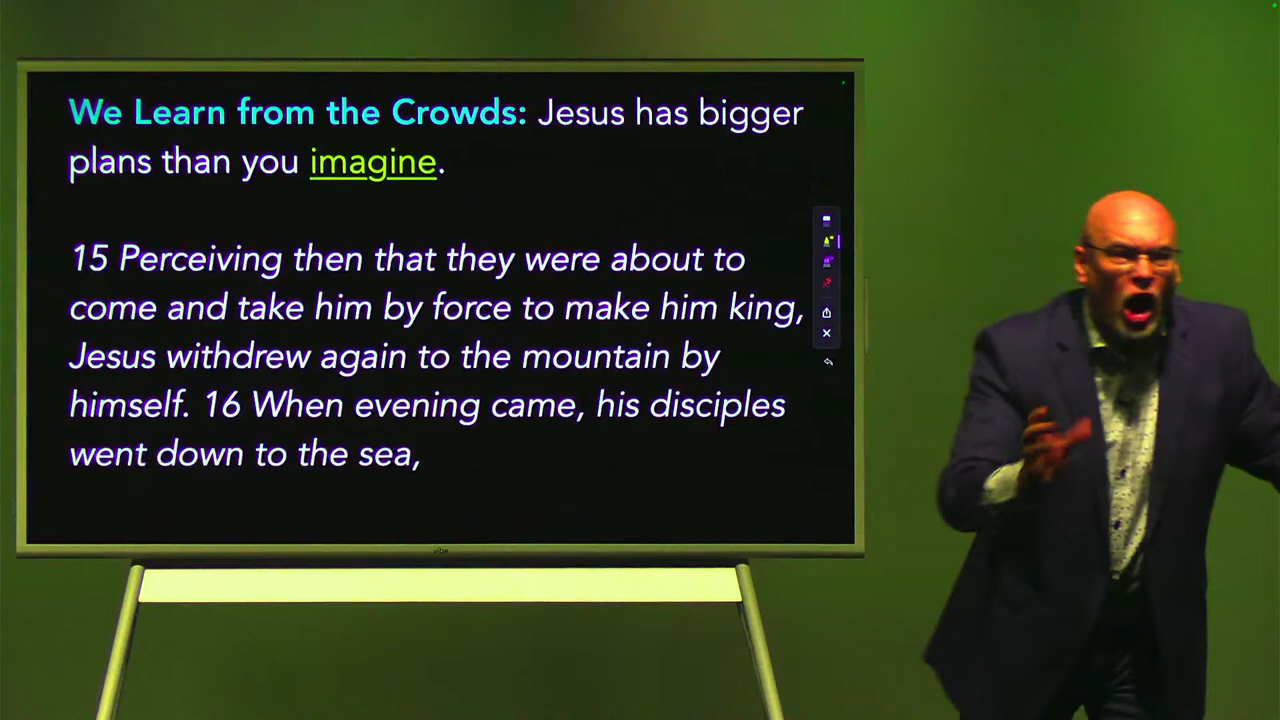 We Learn from the Crowds: Jesus has bigger
plans than you imagine.
15 Perceiving then that they were about to
come and take him by force to make him king,
Jesus withdrew again to the mountain by
himself. 16 When evening came, his disciples
went down to the sea,
vibe